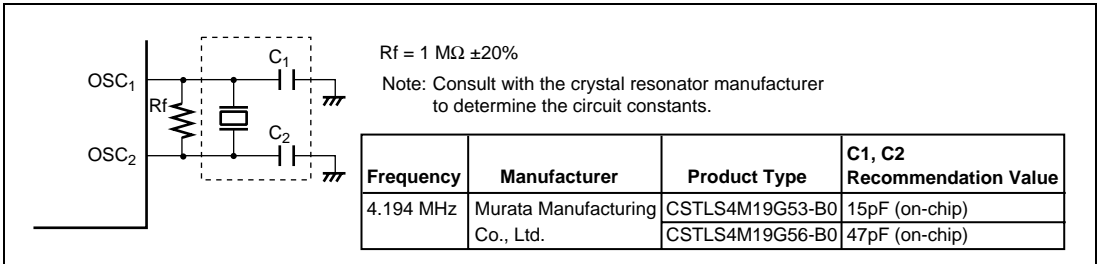 OSC1
Rf
OSC2
C1
C2
Rf = 1 MΩ ±20%
Note: Consult with the crystal resonator manufacturer
to determine the circuit constants.
Frequency Manufacturer Product Type C1, C2 Recommendation Value
4.194 MHz Murata Manufacturing Co., Ltd. CSTLS4M19G53-B0 15pF (on-chip)
CSTLS4M19G56-B0 47pF (on-chip)